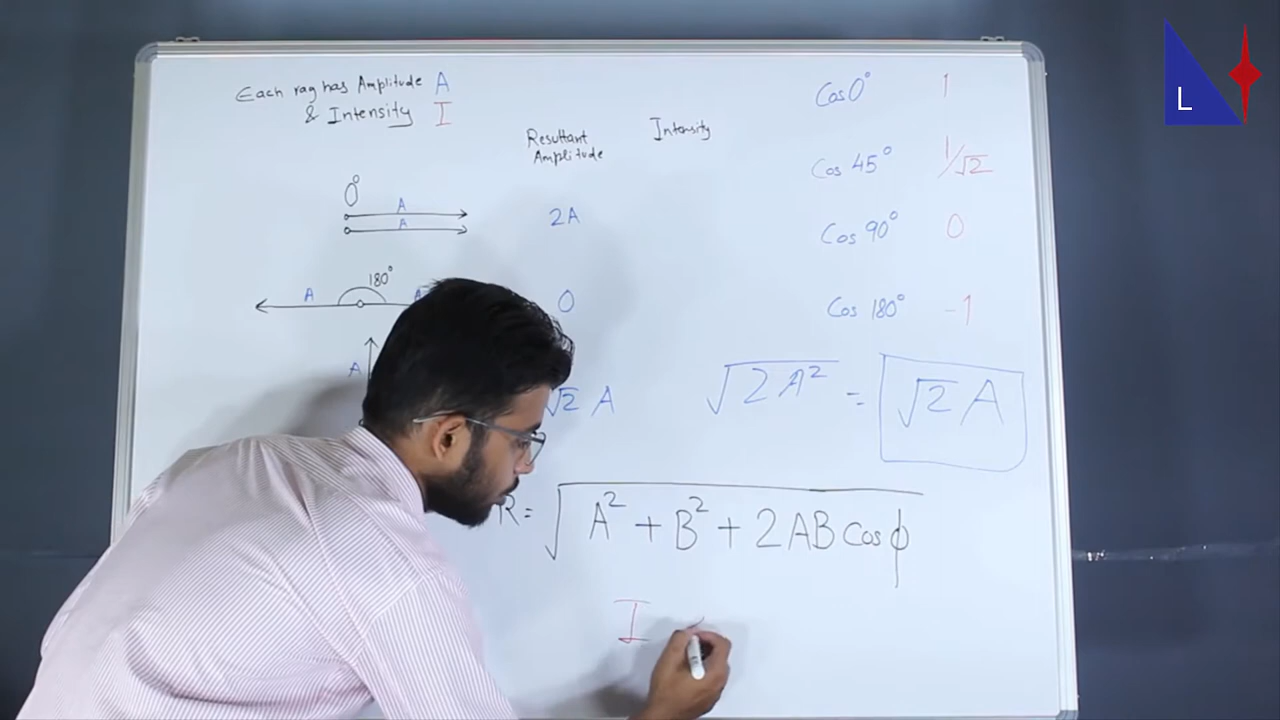 Each ray has Amplitude A
& Intensity I
Resultant Amplitude
Intensity
0°
A
A
2A
180°
A
A
0
A
√2 A
Cos 0° 1
Cos 45° 1/√2
Cos 90° 0
Cos 180° -1
√2A² = √2 A
R = √A² + B² + 2AB Cos ϕ
I
L